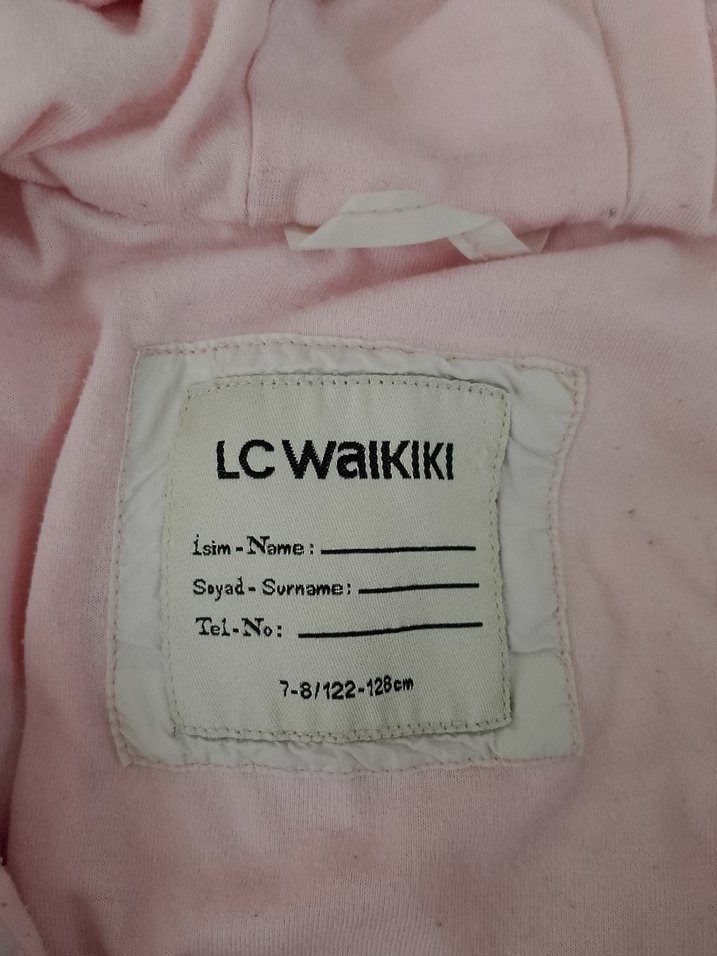 LC WAIKIKI
İsim - Name :
Soyad - Surname :
Tel - No :
7-8/122-128cm